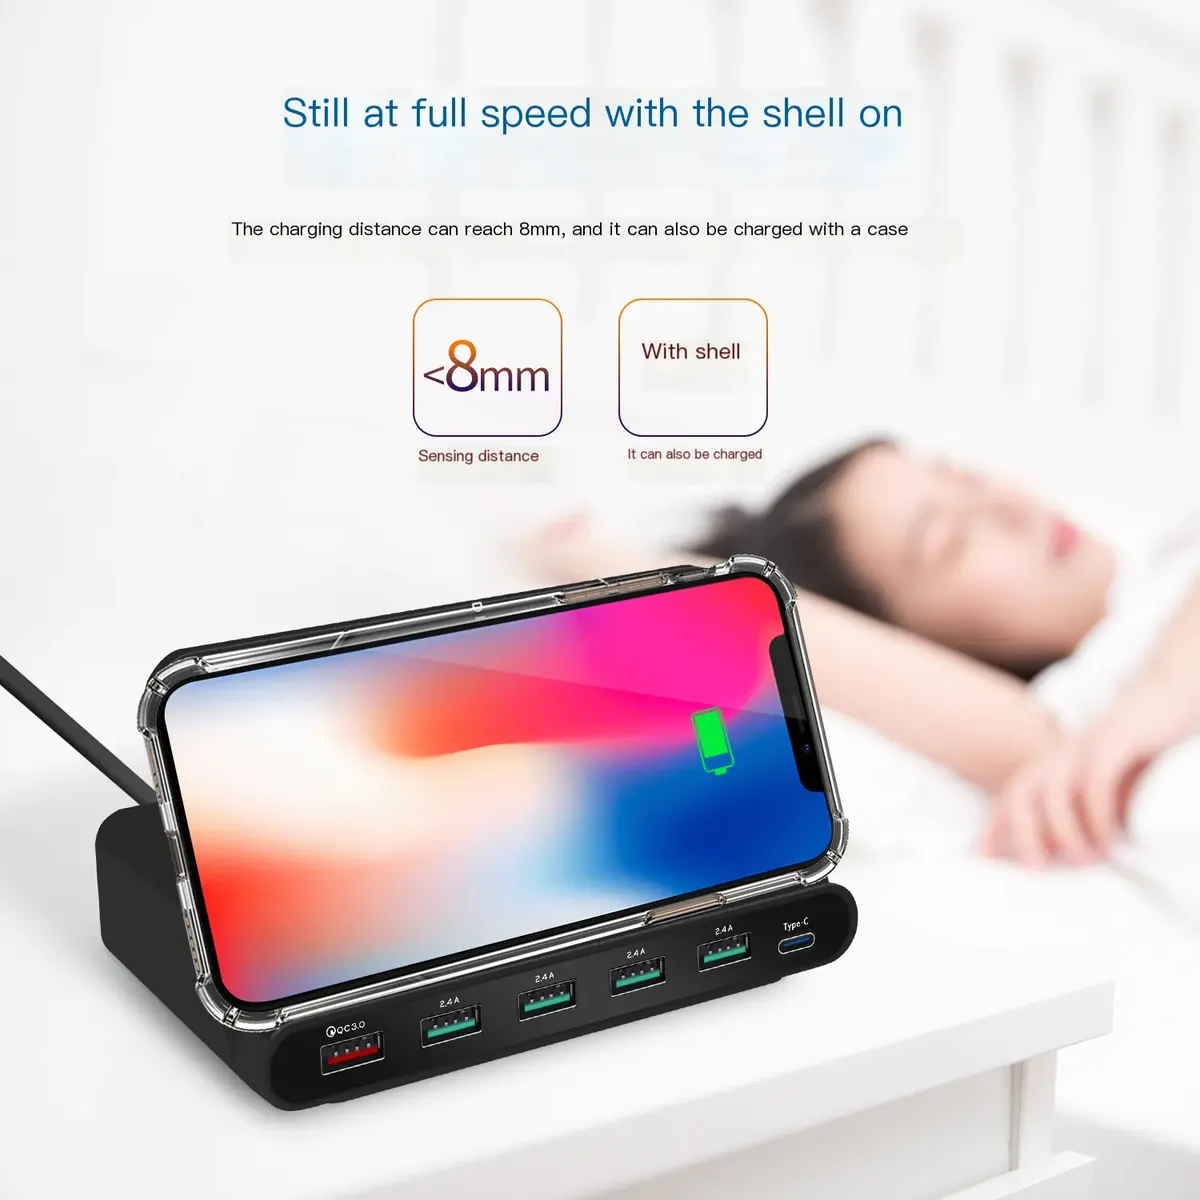 Still at full speed with the shell on
The charging distance can reach 8mm, and it can also be charged with a case
<8mm
With shell
Sensing distance
It can also be charged
QC3.0
2.4A
2.4A
2.4A
2.4A
Type-C